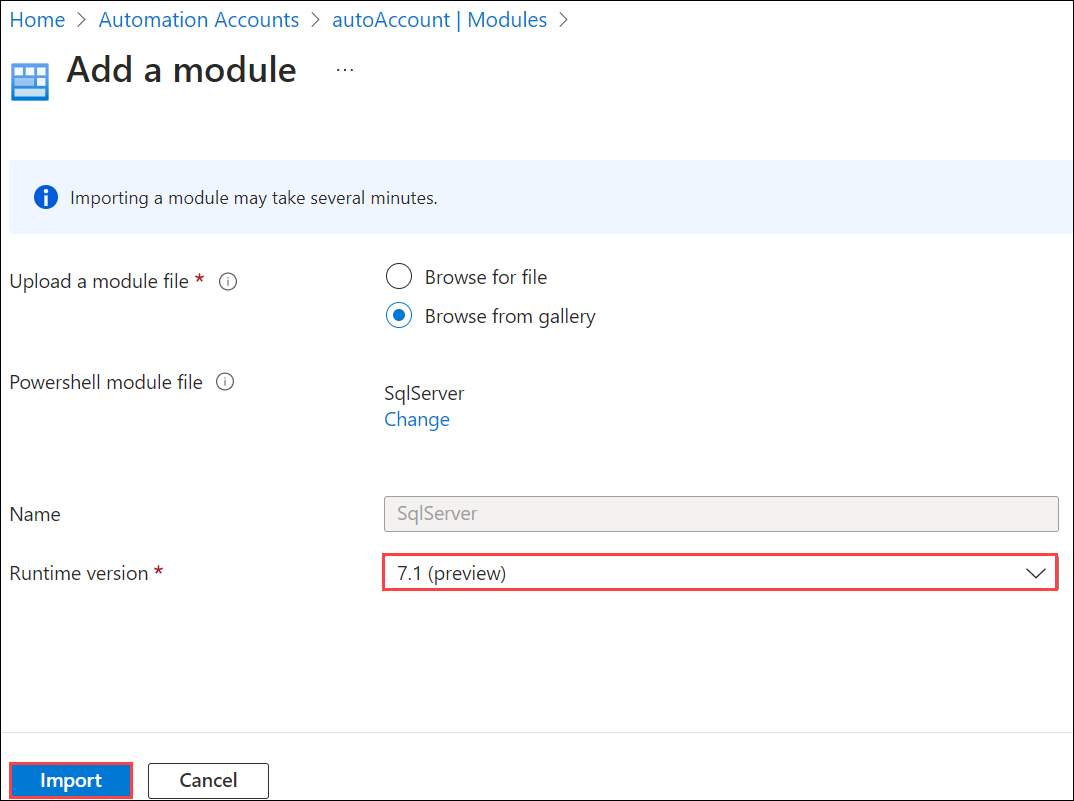 Home > Automation Accounts > autoAccount | Modules >
Add a module ...
Importing a module may take several minutes.
Upload a module file *
Browse for file
Browse from gallery
Powershell module file
SqlServer
Change
Name
SqlServer
Runtime version *
7.1 (preview)
Import
Cancel